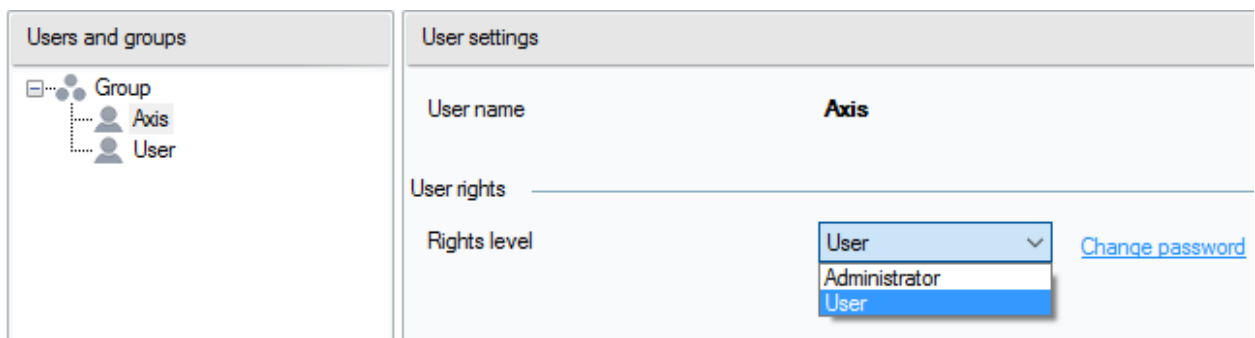 Users and groups
Group
Axis
User
User settings
User name Axis
User rights
Rights level User Change password
Administrator
User